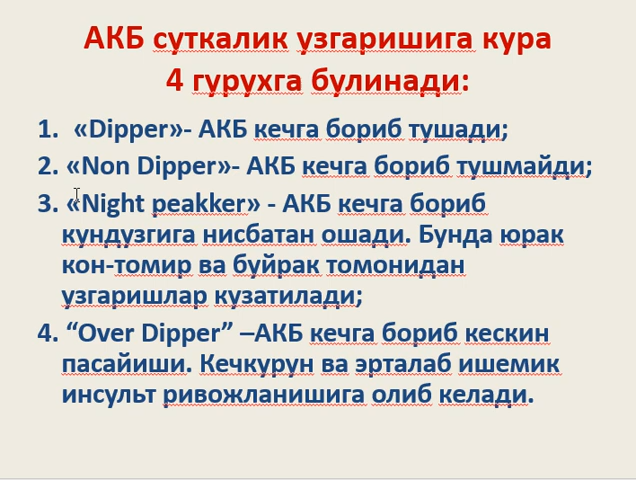 АКБ суткалик узгаришига кура
4 гурухга булинади:
1. «Dipper»- АКБ кечга бориб тушади;
2. «Non Dipper»- АКБ кечга бориб тушмайди;
3. «Night peakker» - АКБ кечга бориб
кундузгига нисбатан ошади. Бунда юрак
кон-томир ва буйрак томонидан
узгаришлар кузатилади;
4. “Over Dipper” –АКБ кечга бориб кескин
пасайиши. Кечкурун ва эрталаб ишемик
инсульт ривожланишига олиб келади.